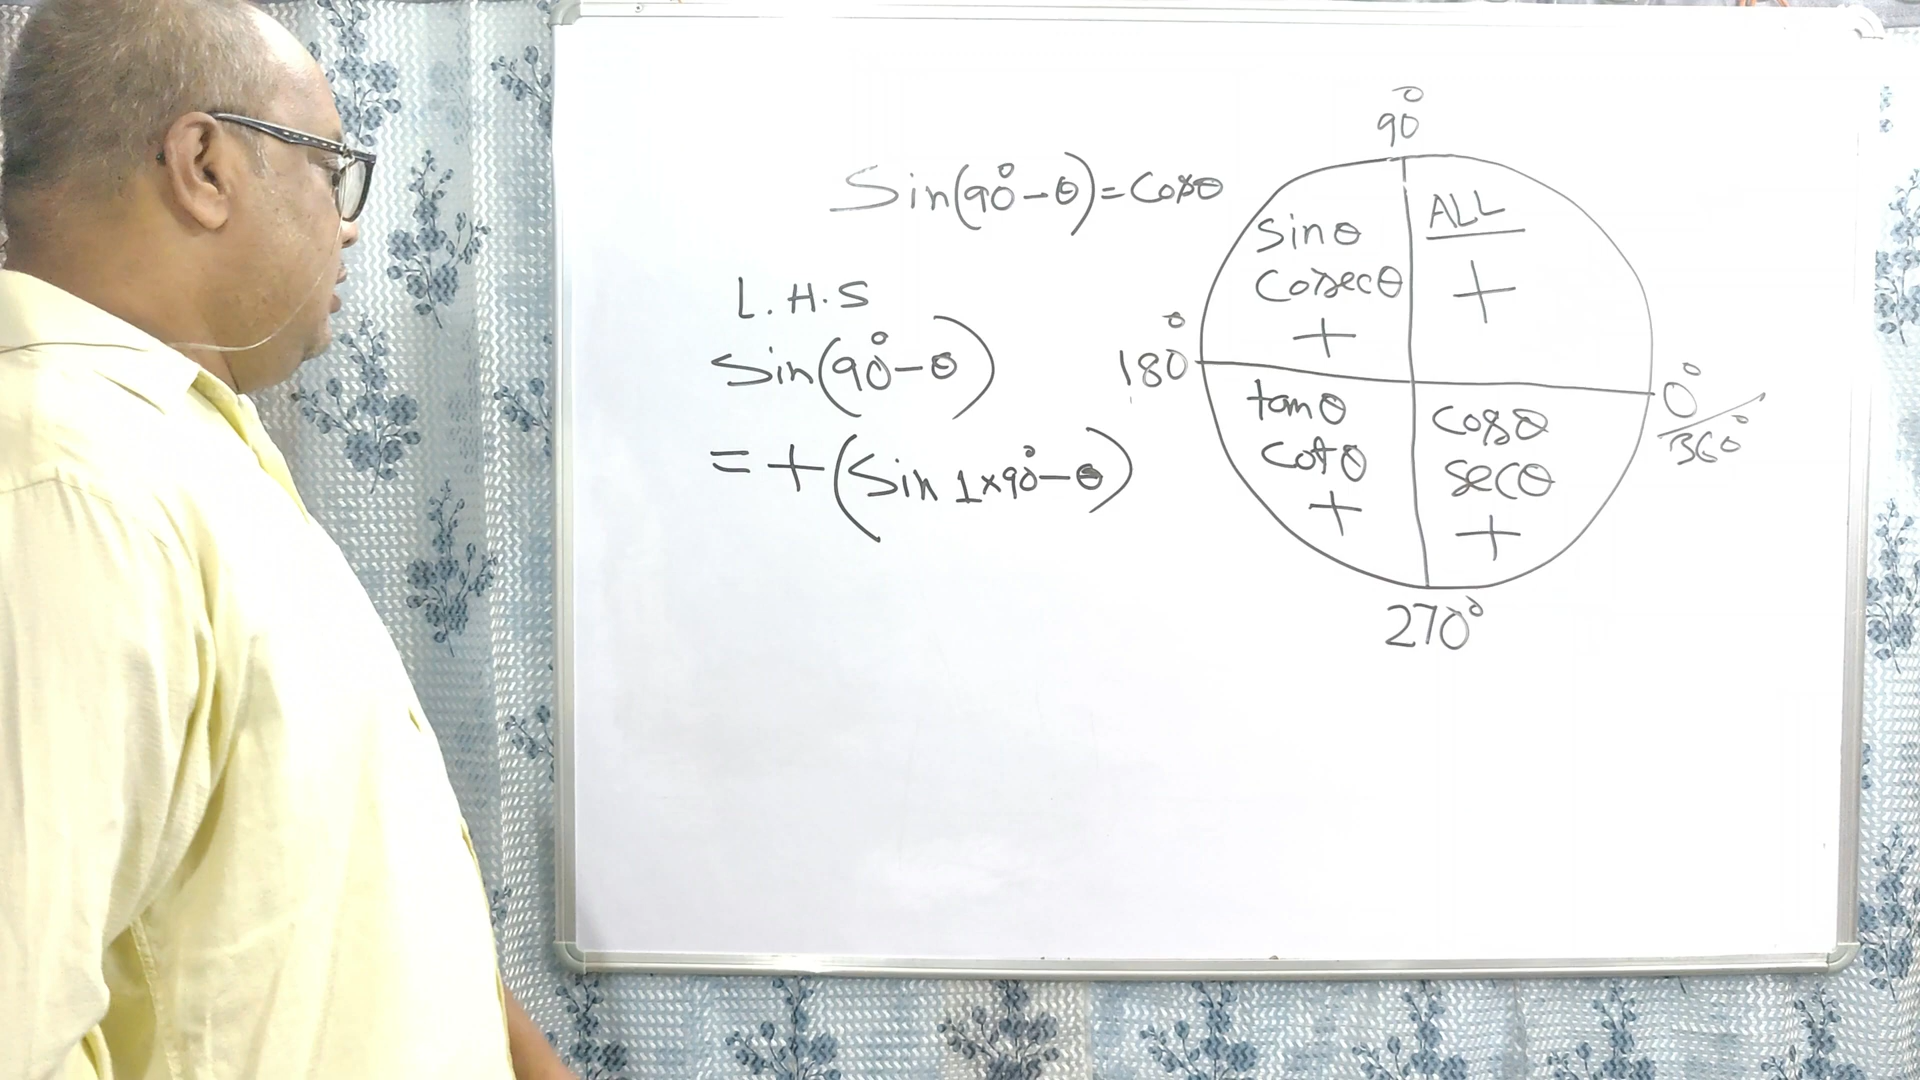 Sin(90°-θ)=Cosθ
L.H.S
Sin(90°-θ)
=+(Sin 1×90°-θ)
90°
Sinθ
Cosecθ
+
ALL
+
180°
0°/360°
tanθ
Cotθ
+
Cosθ
Secθ
+
270°